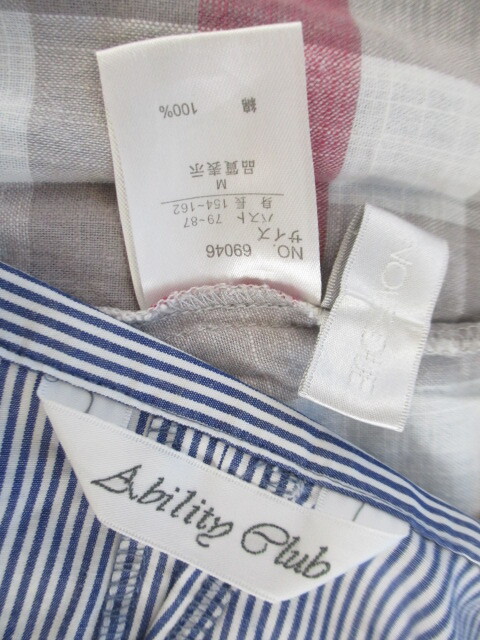 NO. 69046
サイズ
バスト 79~87
身長 154~162
M
品質表示
綿 100%
Ability Club